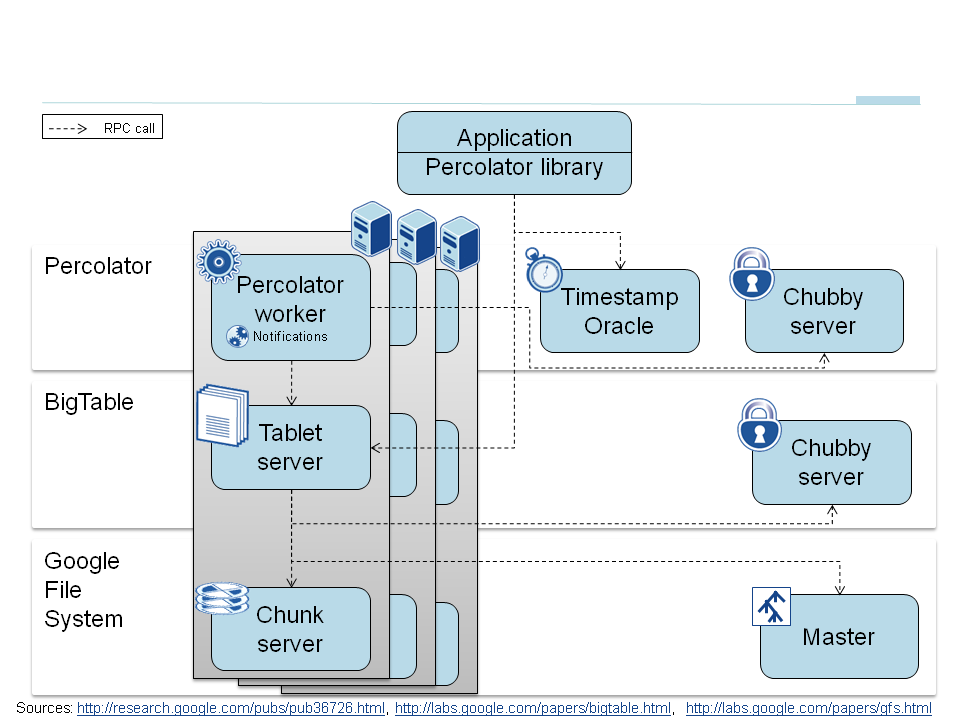 RPC call
Application
Percolator library
Percolator
Percolator
worker
Notifications
Timestamp
Oracle
Chubby
server
BigTable
Tablet
server
Chubby
server
Google
File
System
Chunk
server
Master
Sources: http://research.google.com/pubs/pub36726.html, http://labs.google.com/papers/bigtable.html, http://labs.google.com/papers/gfs.html